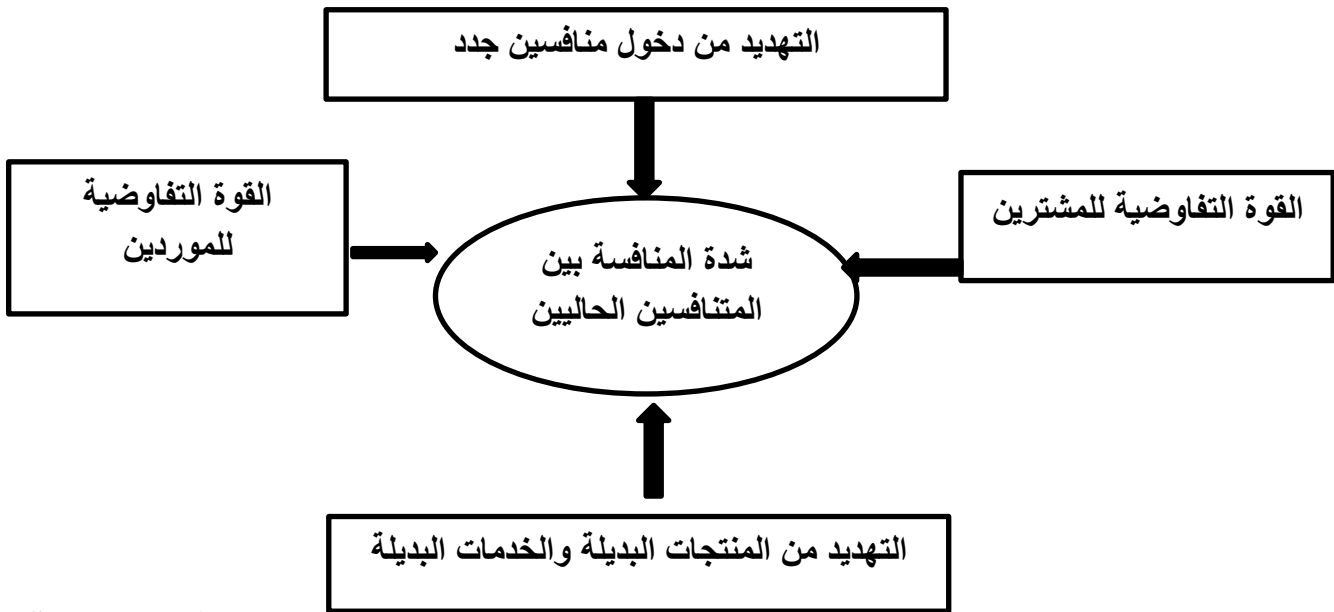 التهديد من دخول منافسين جدد
القوة التفاوضية للمشترين
القوة التفاوضية
للموردين
شدة المنافسة بين
المتنافسين الحاليين
التهديد من المنتجات البديلة والخدمات البديلة